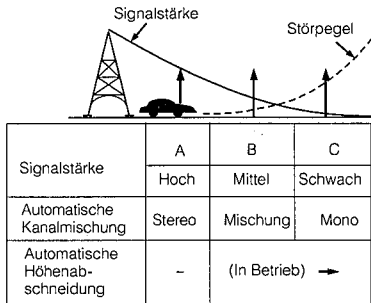 Signalstärke
Störpegel
Signalstärke
A B C
Hoch Mittel Schwach
Automatische
Kanalmischung
Stereo Mischung Mono
Automatische
Höhenab-
schneidung
– (In Betrieb) →